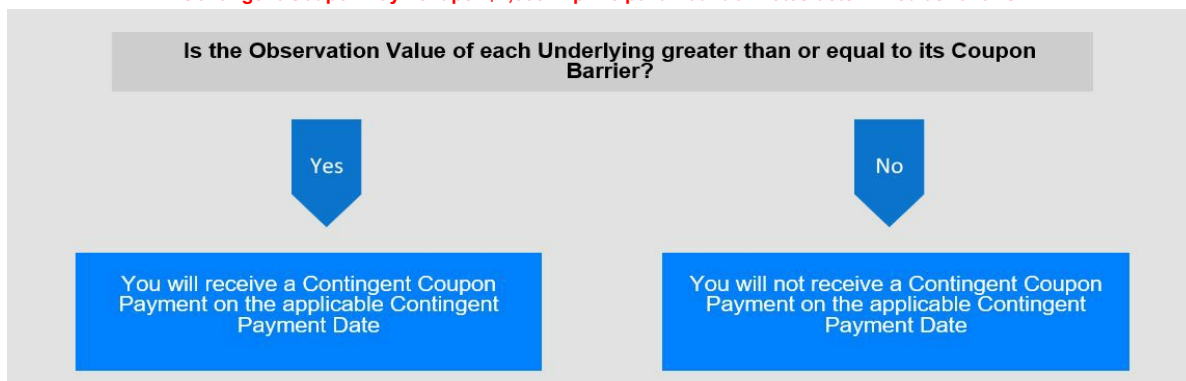 Is the Observation Value of each Underlying greater than or equal to its Coupon
Barrier?
Yes
No
You will receive a Contingent Coupon
Payment on the applicable Contingent
Payment Date
You will not receive a Contingent Coupon
Payment on the applicable Contingent
Payment Date